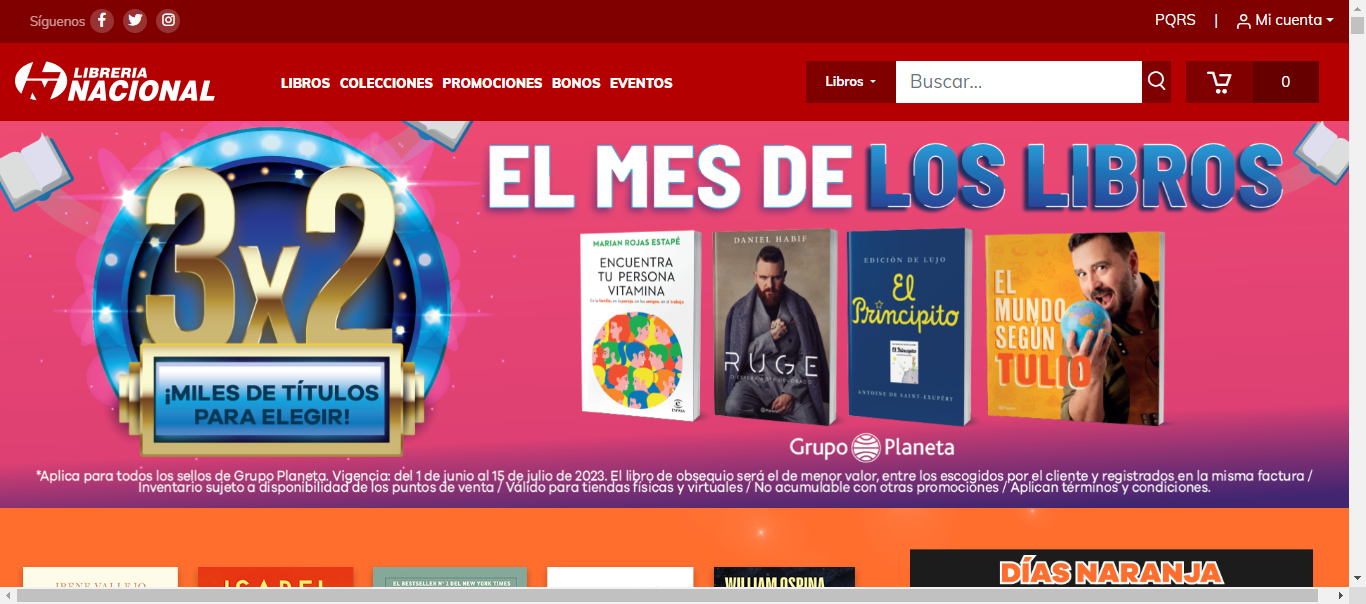 Síguenos
PQRS | Mi cuenta
LIBRERIA
NACIONAL
LIBROS COLECCIONES PROMOCIONES BONOS EVENTOS
Libros
Buscar...
0
3x2
¡MILES DE TÍTULOS
PARA ELEGIR!
EL MES DE LOS LIBROS
MARIAN ROJAS ESTAPÉ
ENCUENTRA
TU PERSONA
VITAMINA
DANIEL HABIF
RUGE
EDICIÓN DE LUJO
El
Principito
ANTOINE DE SAINT-EXUPÉRY
EL
MUNDO
SEGÚN
TULIO
Grupo Planeta
*Aplica para todos los sellos de Grupo Planeta. Vigencia: del 1 de junio al 15 de julio de 2023. El libro de obsequio será el de menor valor, entre los escogidos por el cliente y registrados en la misma factura /
Inventario sujeto a disponibilidad de los puntos de venta / Válido para tiendas físicas y virtuales / No acumulable con otras promociones / Aplican términos y condiciones.
IRENE VALLEJO
ISABEL
EL BESTSELLER Nº 1 DEL NEW YORK TIMES
WILLIAM OSPINA
DÍAS NARANJA